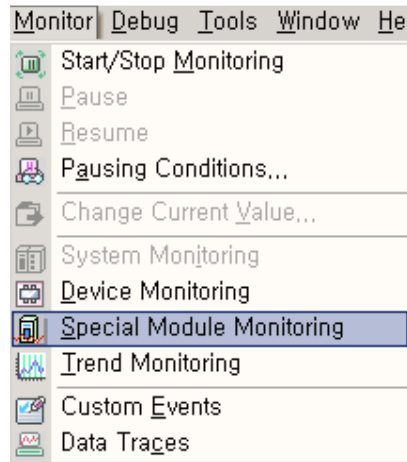 Monitor Debug Tools Window He
Start/Stop Monitoring
Pause
Resume
Pausing Conditions...
Change Current Value...
System Monitoring
Device Monitoring
Special Module Monitoring
Trend Monitoring
Custom Events
Data Traces